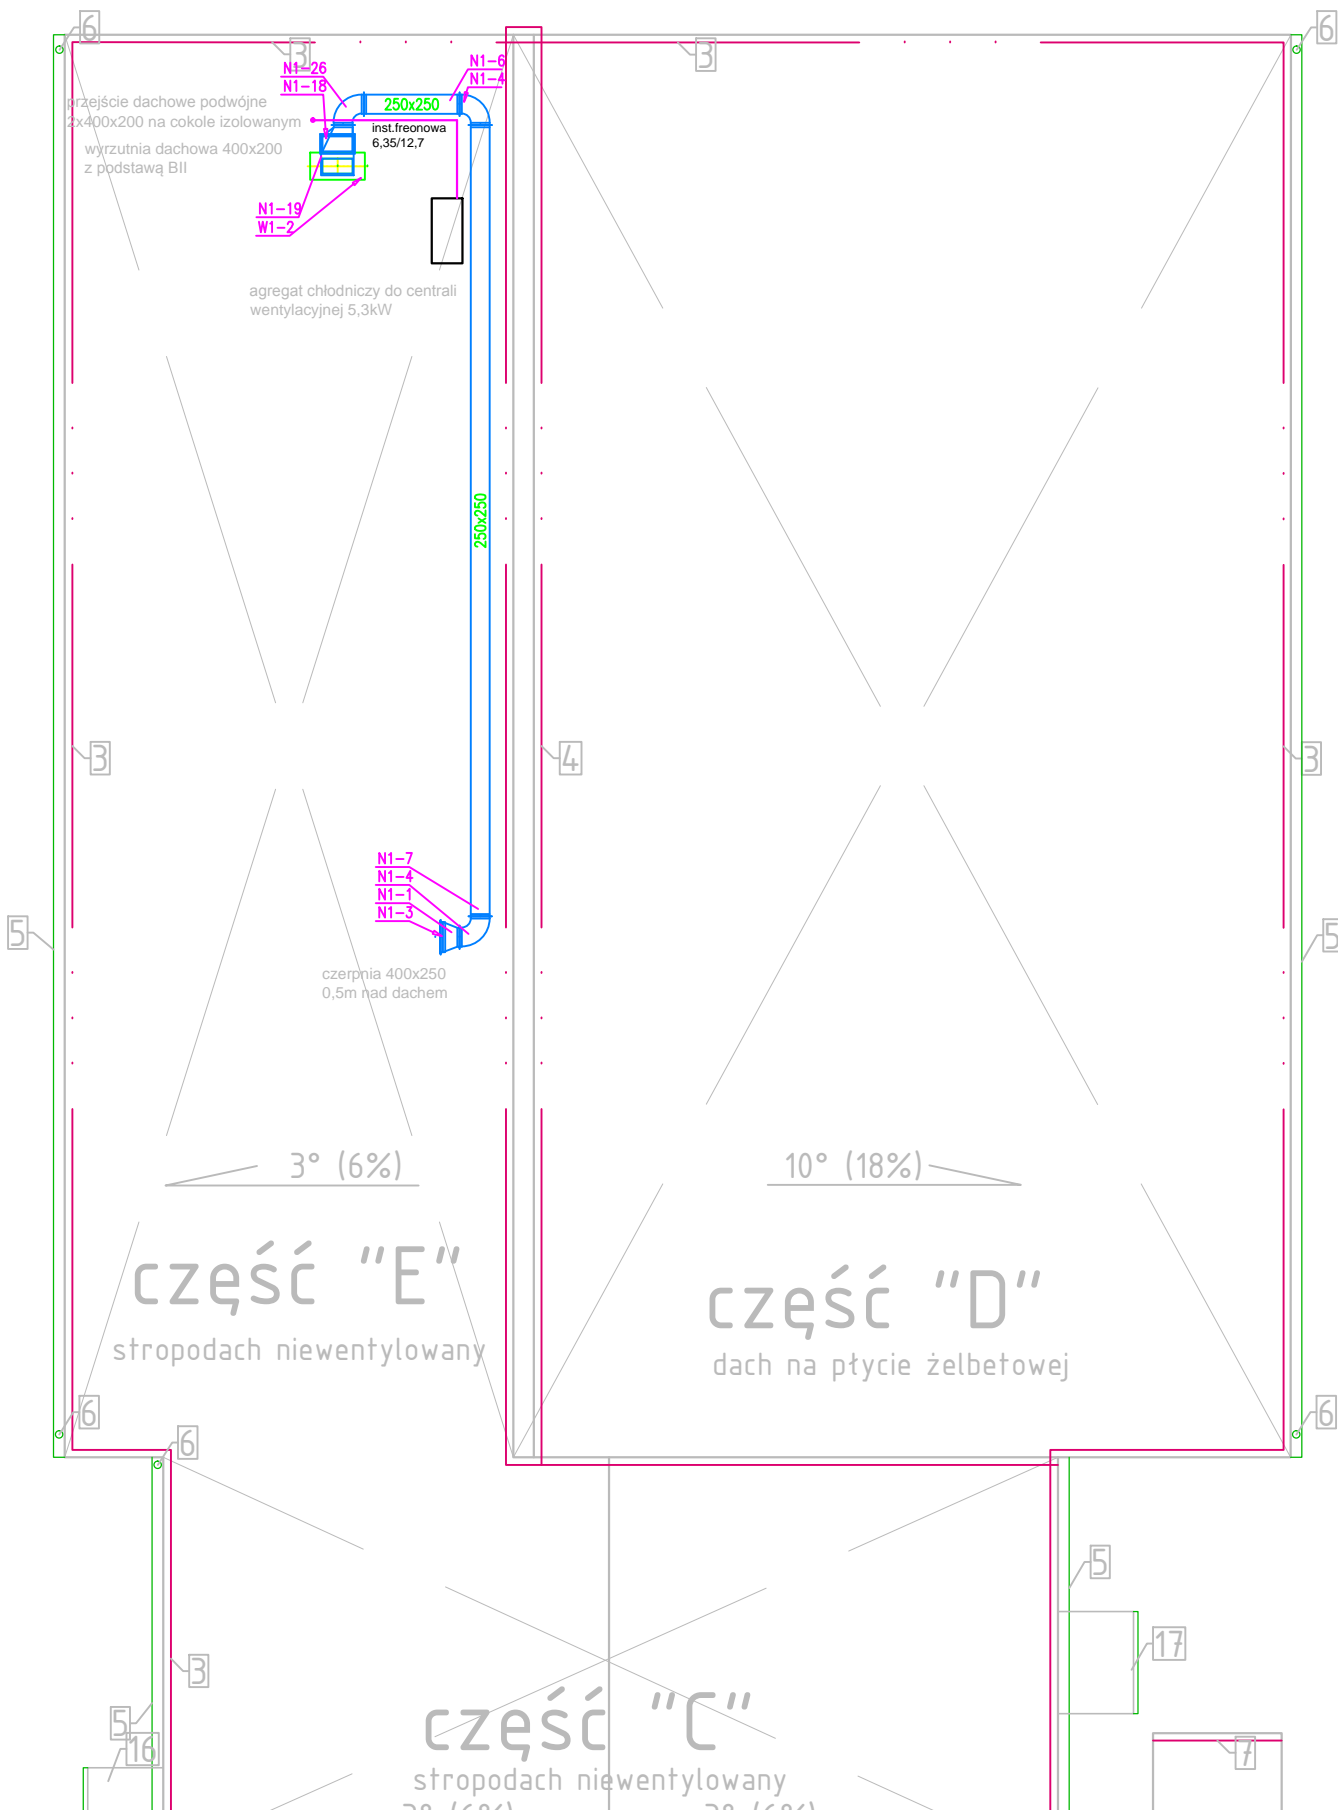 6
6
3
3
N1-26
N1-18
N1-6
N1-4
przejście dachowe podwójne
2x400x200 na cokole izolowanym
250x250
inst.freonowa
6,35/12,7
wyrzutnia dachowa 400x200
z podstawą BII
N1-19
W1-2
agregat chłodniczy do centrali
wentylacyjnej 5,3kW
250x250
3
4
3
N1-7
N1-4
N1-1
N1-3
5
5
czerpnia 400x250
0,5m nad dachem
3° (6%)
10° (18%)
część "E"
stropodach niewentylowany
część "D"
dach na płycie żelbetowej
6
6
6
5
17
3
5
16
7
część "C"
stropodach niewentylowany
3° (6%)
3° (6%)